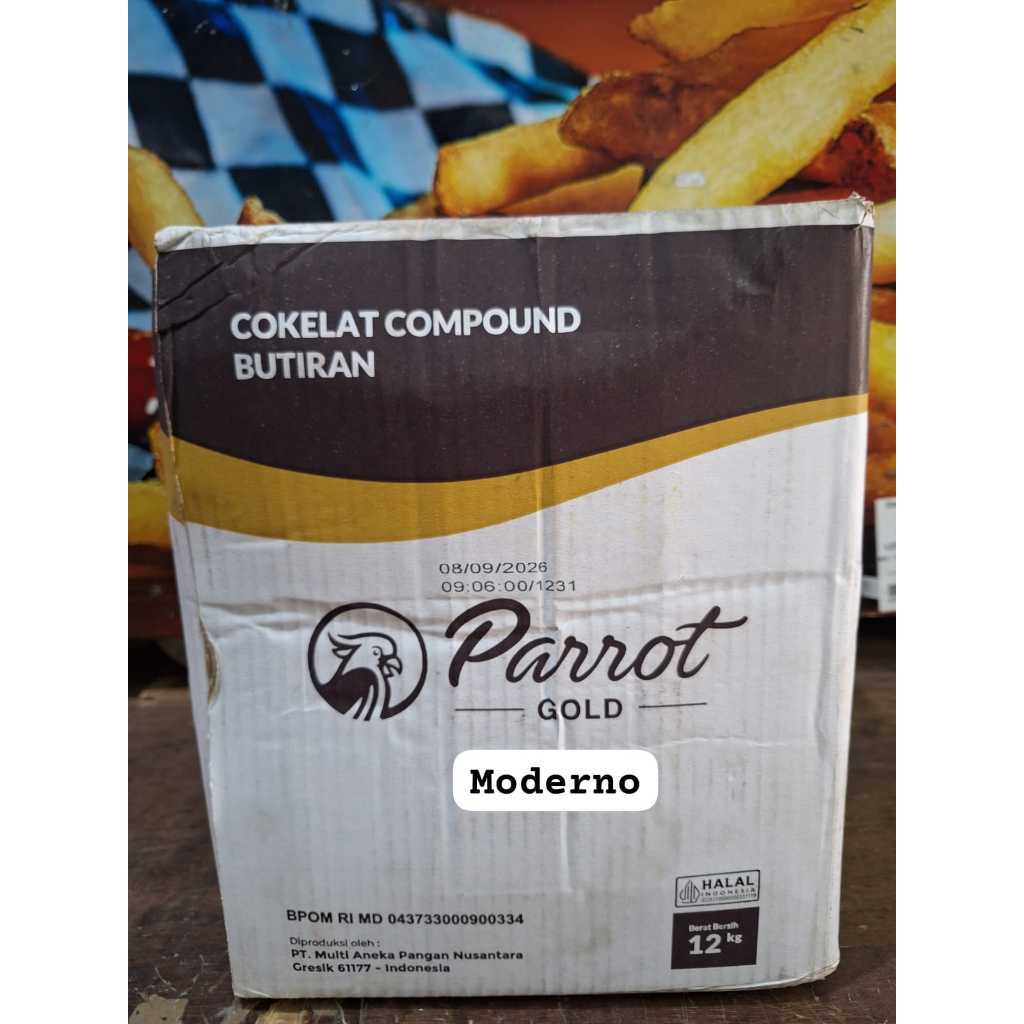 COKELAT COMPOUND
BUTIRAN
08/09/2026
09:06:00/1231
Parrot
GOLD
Moderno
HALAL
INDONESIA
BPOM RI MD 043733000900334
Berat Bersih
12 kg
Diproduksi oleh :
PT. Multi Aneka Pangan Nusantara
Gresik 61177 - Indonesia